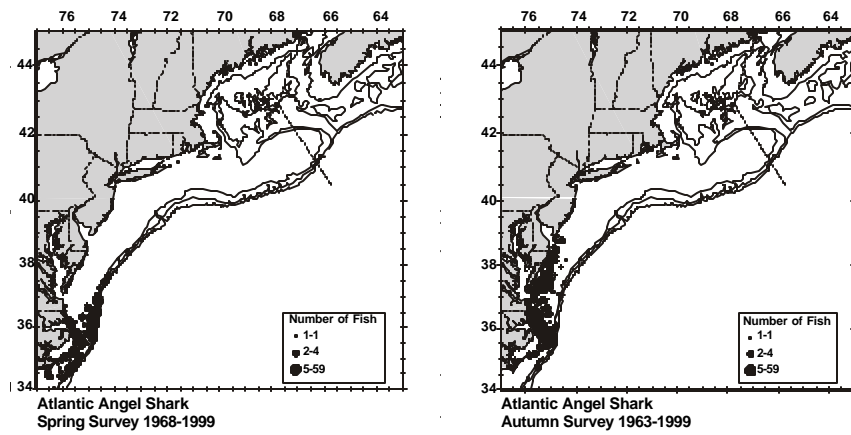 76 74 72 70 68 66 64
44
42
40
38
36
34
Number of Fish
1-1
2-4
5-59
Atlantic Angel Shark
Spring Survey 1968-1999
76 74 72 70 68 66 64
44
42
40
38
36
34
Number of Fish
1-1
2-4
5-59
Atlantic Angel Shark
Autumn Survey 1963-1999